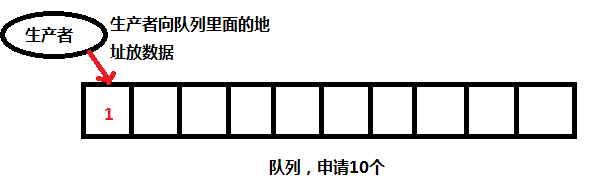 生产者
生产者向队列里面的地
址放数据
1
队列，申请10个